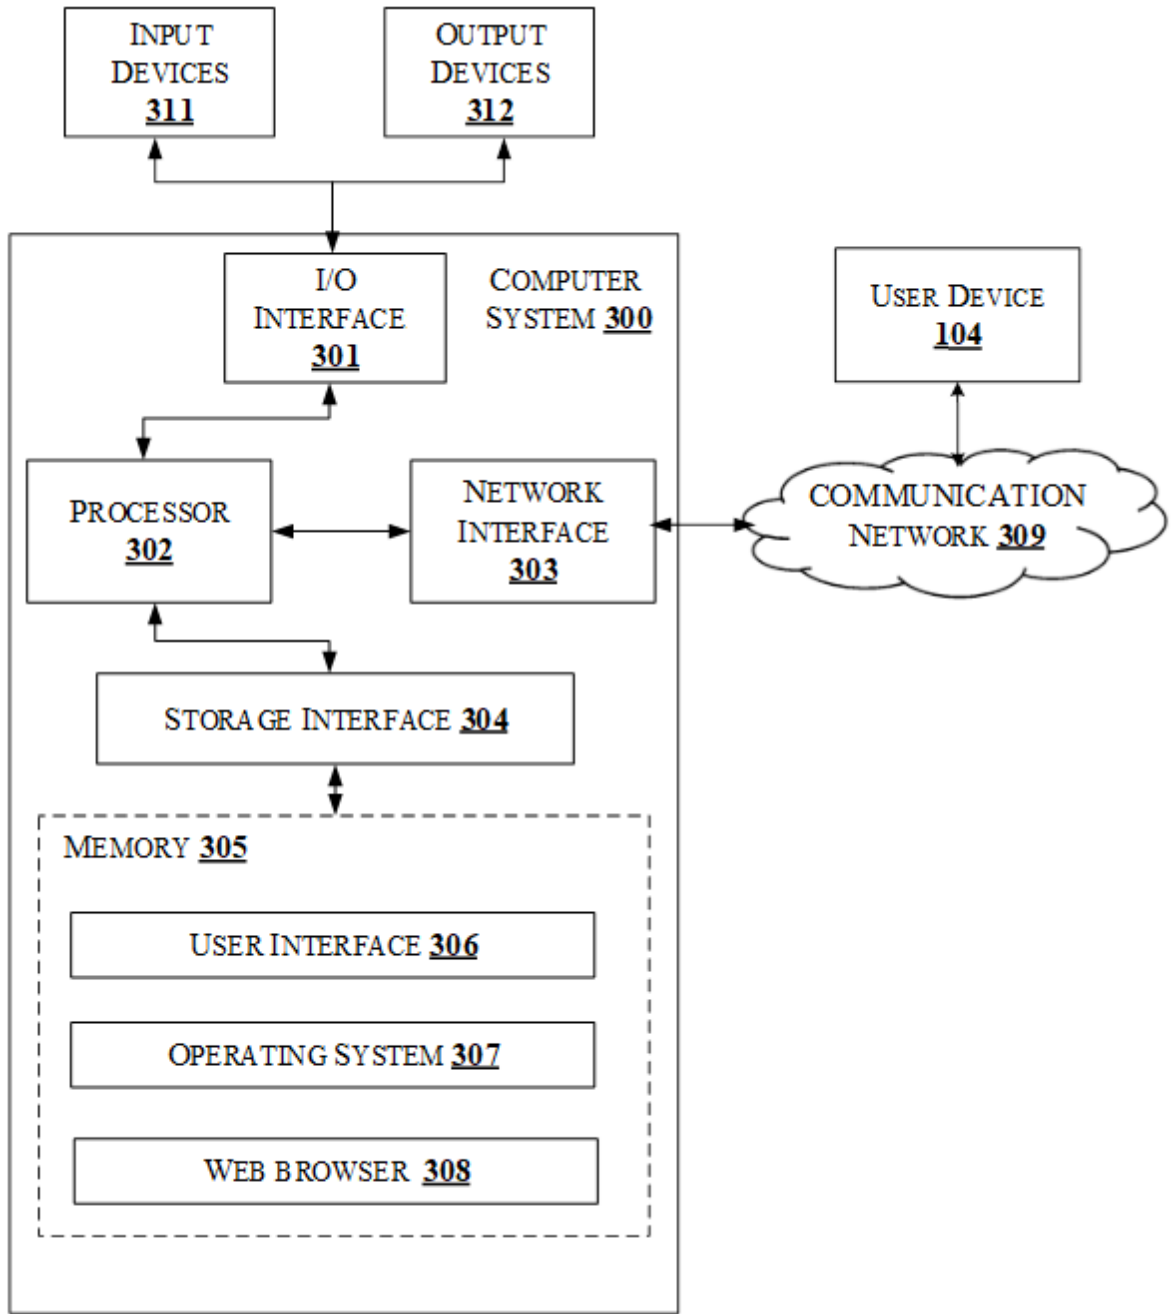 INPUT
DEVICES
311
OUTPUT
DEVICES
312
I/O
INTERFACE
301
COMPUTER
SYSTEM 300
USER DEVICE
104
PROCESSOR
302
NETWORK
INTERFACE
303
COMMUNICATION
NETWORK 309
STORAGE INTERFACE 304
MEMORY 305
USER INTERFACE 306
OPERATING SYSTEM 307
WEB BROWSER 308